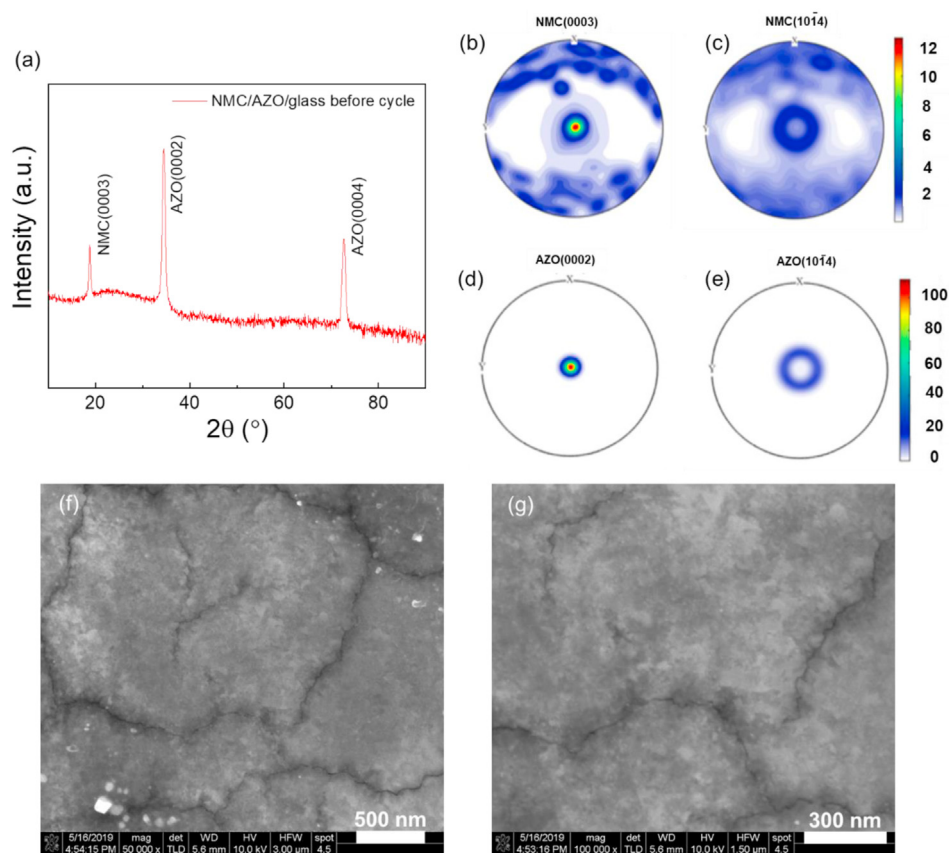 (a)
NMC/AZO/glass before cycle
NMC(0003)
AZO(0002)
AZO(0004)
Intensity (a.u.)
20
40
60
80
2θ (°)
(b)
NMC(0003)
X
Y
(c)
NMC(101̄4)
X
Y
12
10
8
6
4
2
(d)
AZO(0002)
X
Y
(e)
AZO(101̄4)
X
Y
100
80
60
40
20
0
(f)
5/16/2019 mag det WD HV HFW spot
4:54:15 PM 50 000 x TLD 5.6 mm 10.0 kV 3.00 µm 4.5
500 nm
(g)
5/16/2019 mag det WD HV HFW spot
4:53:16 PM 100 000 x TLD 5.6 mm 10.0 kV 1.50 µm 4.5
300 nm